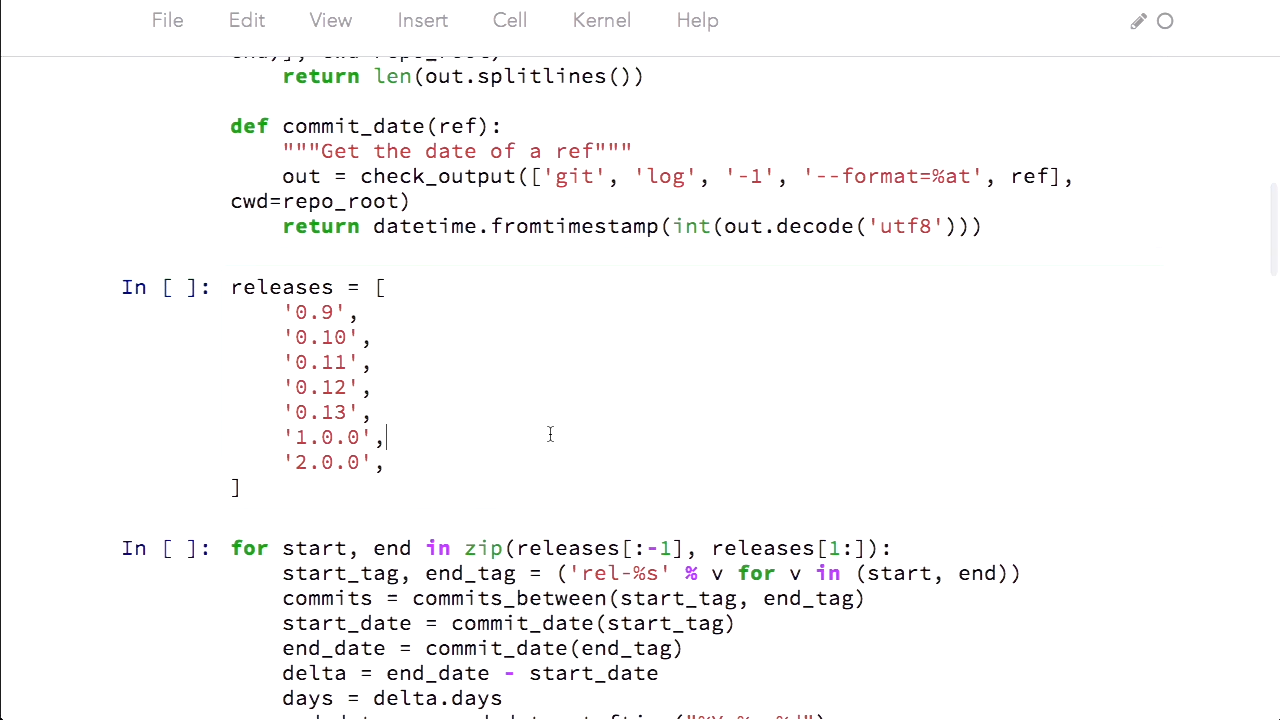 File Edit View Insert Cell Kernel Help
    return len(out.splitlines())
def commit_date(ref):
    """Get the date of a ref"""
    out = check_output(['git', 'log', '-1', '--format=%at', ref],
cwd=repo_root)
    return datetime.fromtimestamp(int(out.decode('utf8')))
In [ ]: releases = [
    '0.9',
    '0.10',
    '0.11',
    '0.12',
    '0.13',
    '1.0.0',
    '2.0.0',
]
In [ ]: for start, end in zip(releases[:-1], releases[1:]):
    start_tag, end_tag = ('rel-%s' % v for v in (start, end))
    commits = commits_between(start_tag, end_tag)
    start_date = commit_date(start_tag)
    end_date = commit_date(end_tag)
    delta = end_date - start_date
    days = delta.days